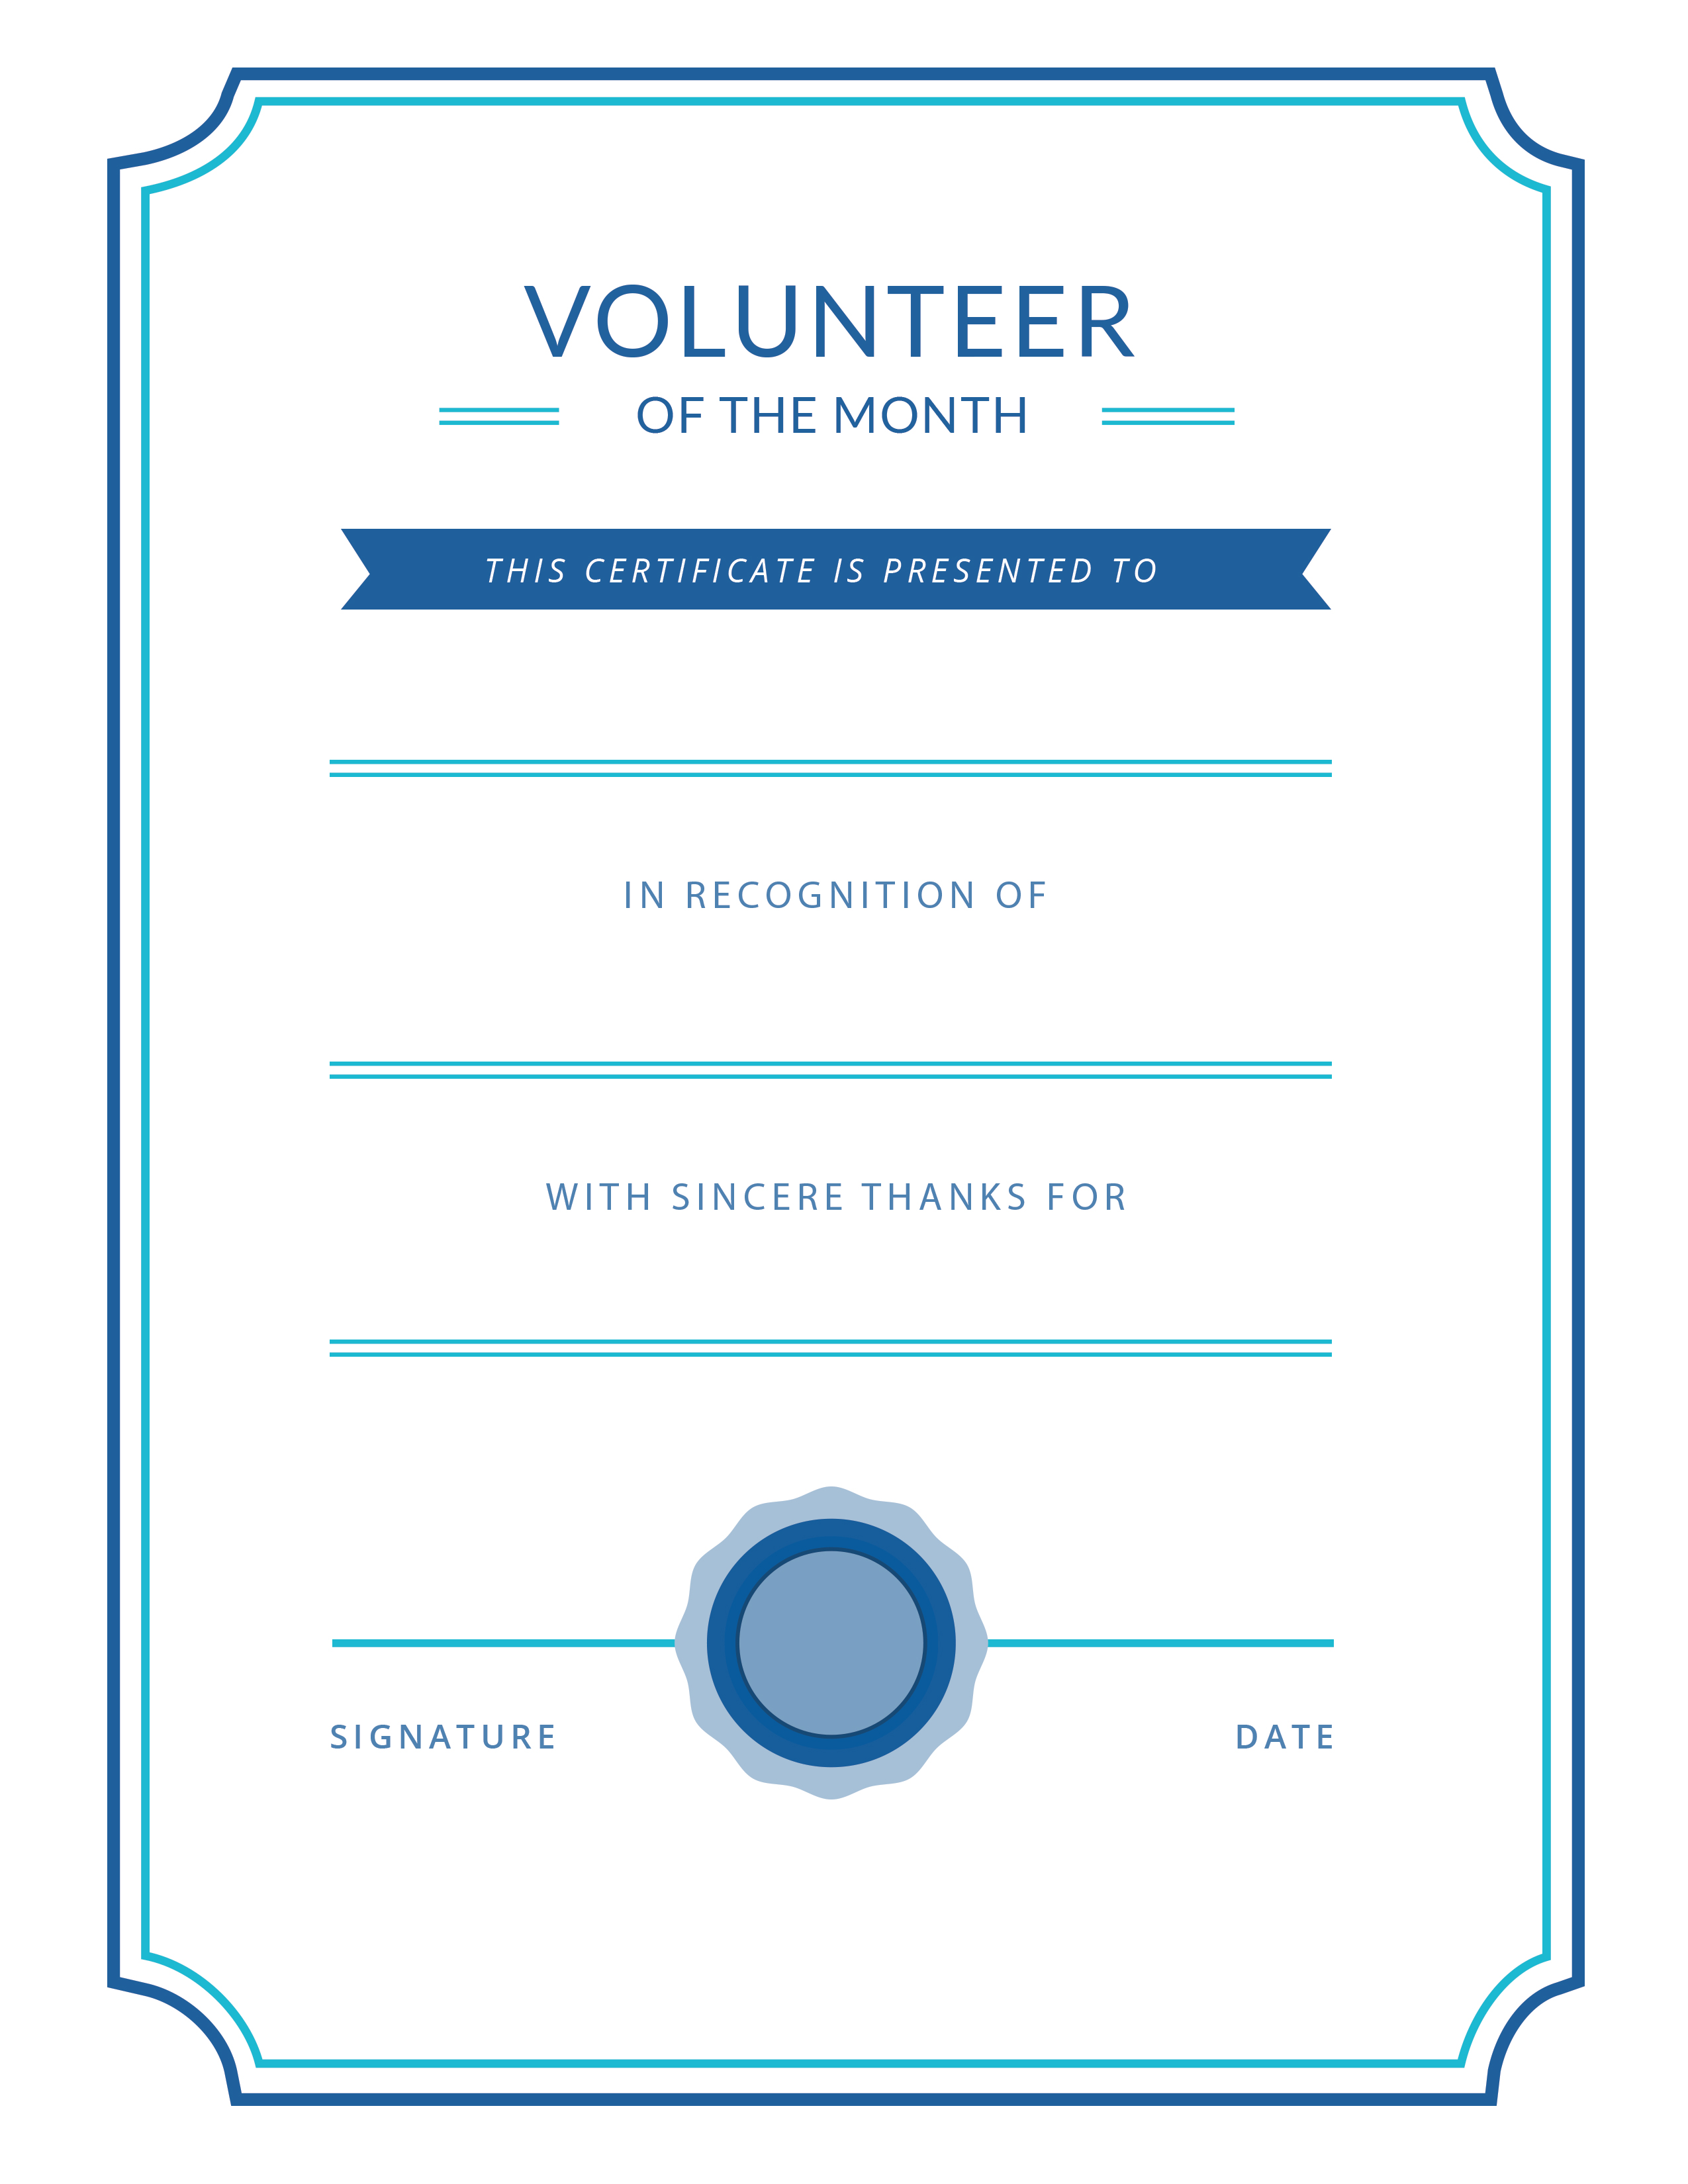 VOLUNTEER
OF THE MONTH
THIS CERTIFICATE IS PRESENTED TO
IN RECOGNITION OF
WITH SINCERE THANKS FOR
SIGNATURE
DATE